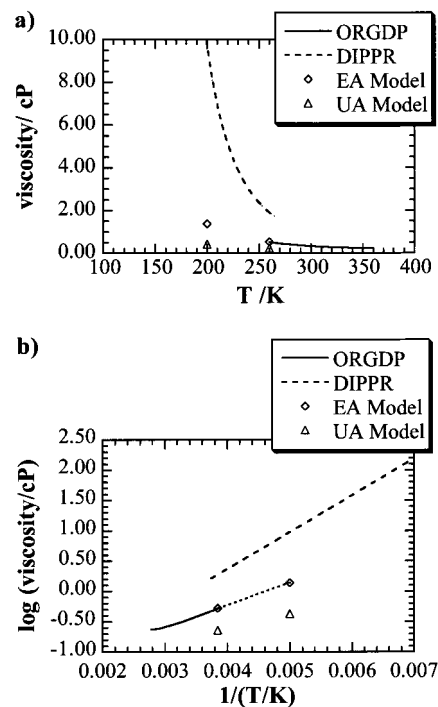 a)
ORGDP
DIPPR
EA Model
UA Model
10.00
8.00
6.00
4.00
2.00
0.00
viscosity/ cP
100 150 200 250 300 350 400
T /K
b)
ORGDP
DIPPR
EA Model
UA Model
2.50
2.00
1.50
1.00
0.50
0.00
-0.50
-1.00
log (viscosity/cP)
0.002 0.003 0.004 0.005 0.006 0.007
1/(T/K)